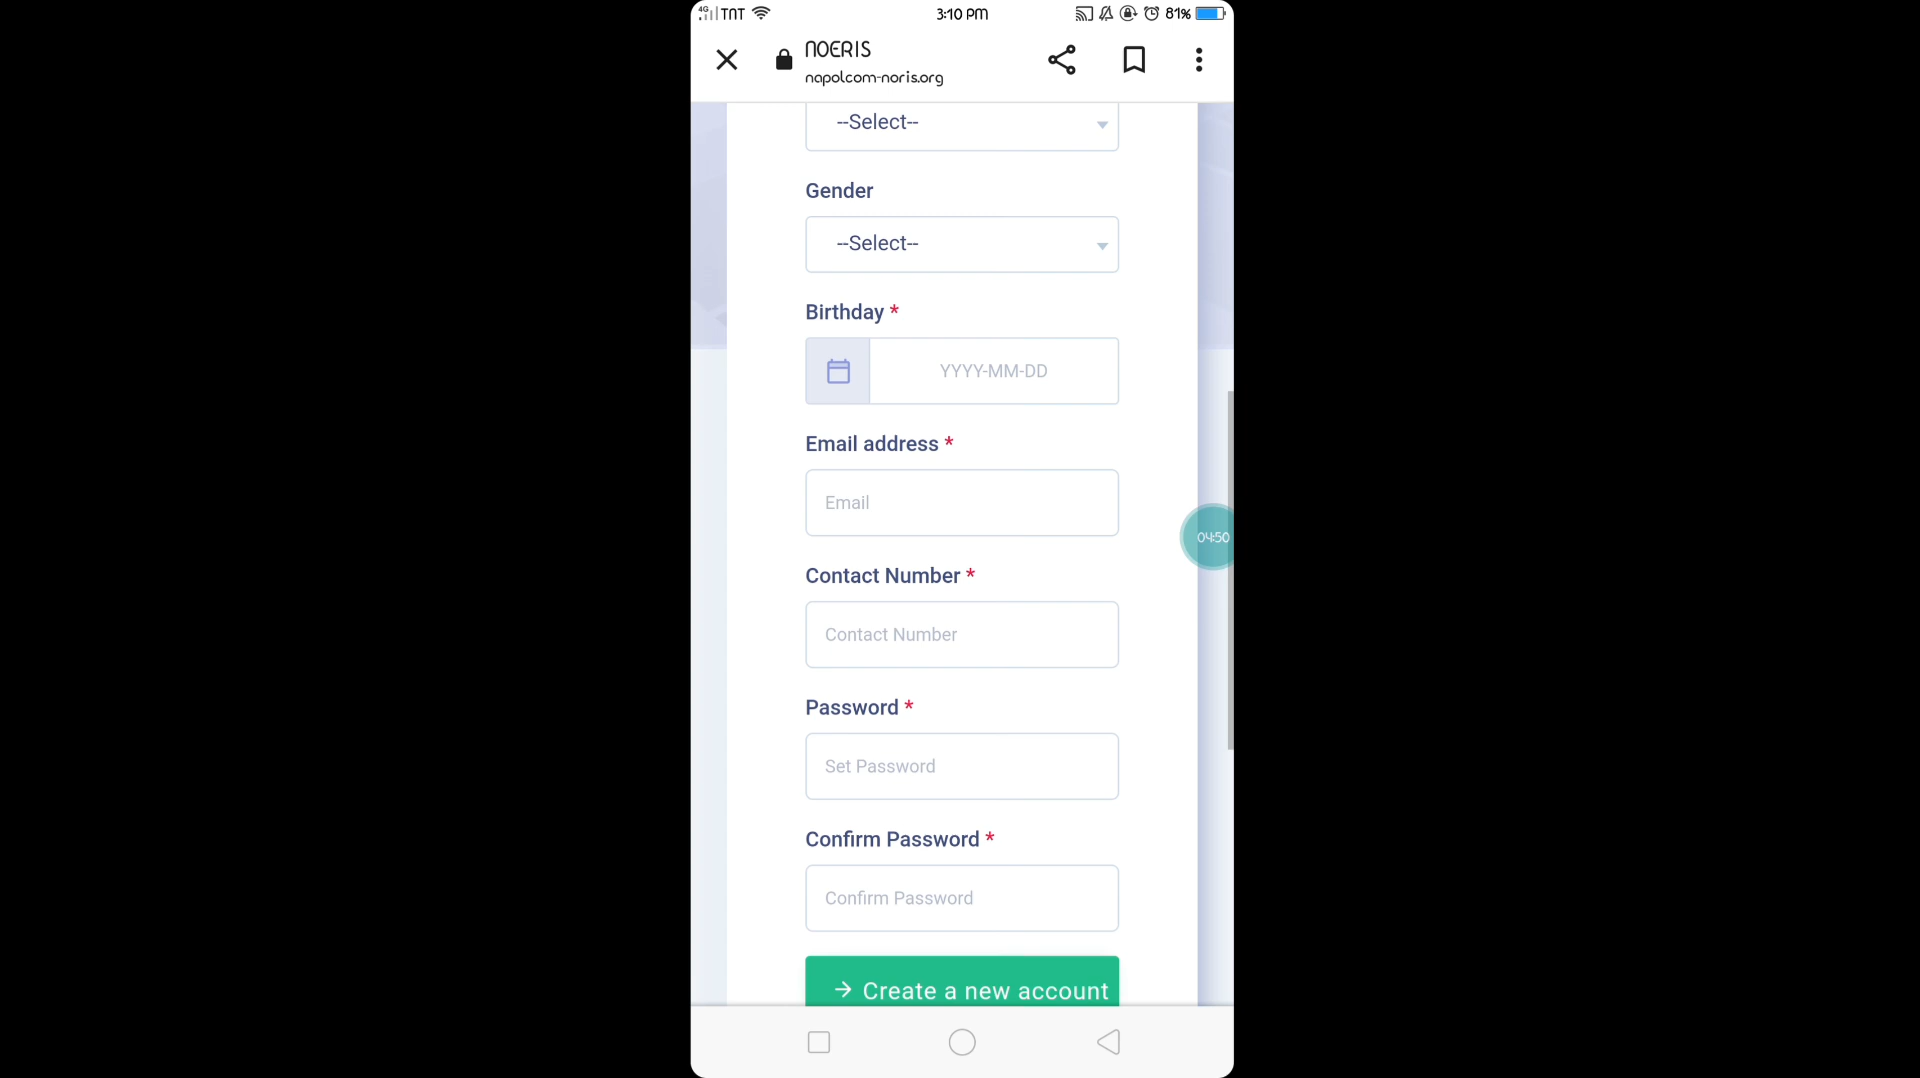 4G TNT 3:10 PM 81%
NOERIS
napolcom-noris.org
--Select--
Gender
--Select--
Birthday *
YYYY-MM-DD
Email address *
Email
04:50
Contact Number *
Contact Number
Password *
Set Password
Confirm Password *
Confirm Password
→ Create a new account